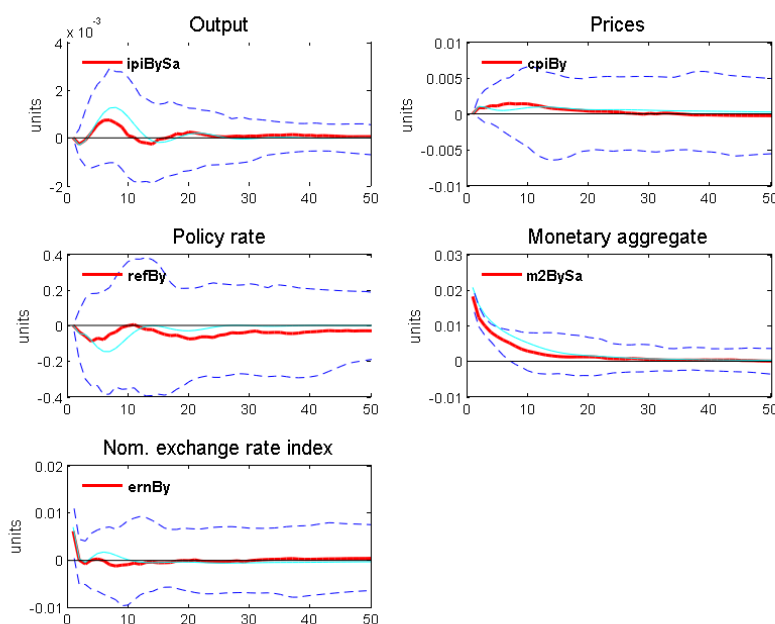 Output
x 10-3
4
2
0
-2
units
ipiBySa
0 10 20 30 40 50
Prices
0.01
0.005
0
-0.005
-0.01
units
cpiBy
0 10 20 30 40 50
Policy rate
0.4
0.2
0
-0.2
-0.4
units
refBy
0 10 20 30 40 50
Monetary aggregate
0.03
0.02
0.01
0
-0.01
units
m2BySa
0 10 20 30 40 50
Nom. exchange rate index
0.02
0.01
0
-0.01
units
ernBy
0 10 20 30 40 50